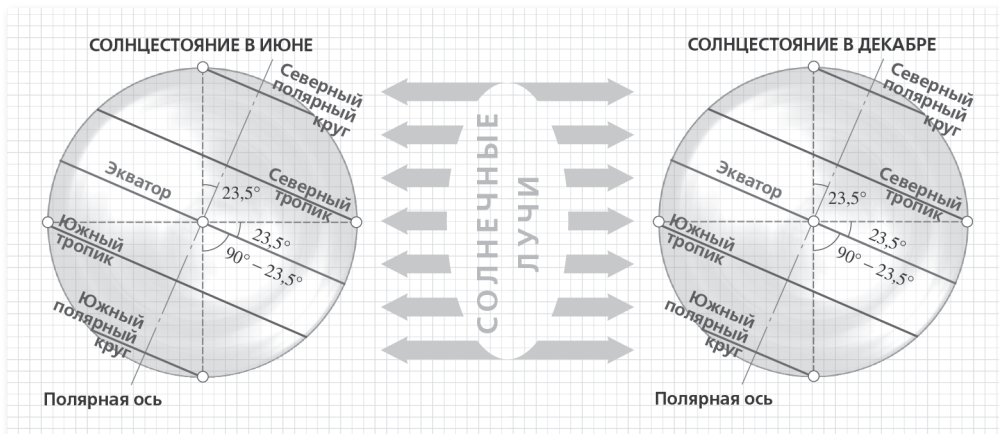 СОЛНЦЕСТОЯНИЕ В ИЮНЕ
Северный
полярный
круг
Экватор
23,5°
Северный
тропик
Южный
тропик
23,5°
90° – 23,5°
Южный
полярный
круг
Полярная ось
СОЛНЕЧНЫЕ
ЛУЧИ
СОЛНЦЕСТОЯНИЕ В ДЕКАБРЕ
Северный
полярный
круг
Экватор
23,5°
Северный
тропик
Южный
тропик
23,5°
90° – 23,5°
Южный
полярный
круг
Полярная ось